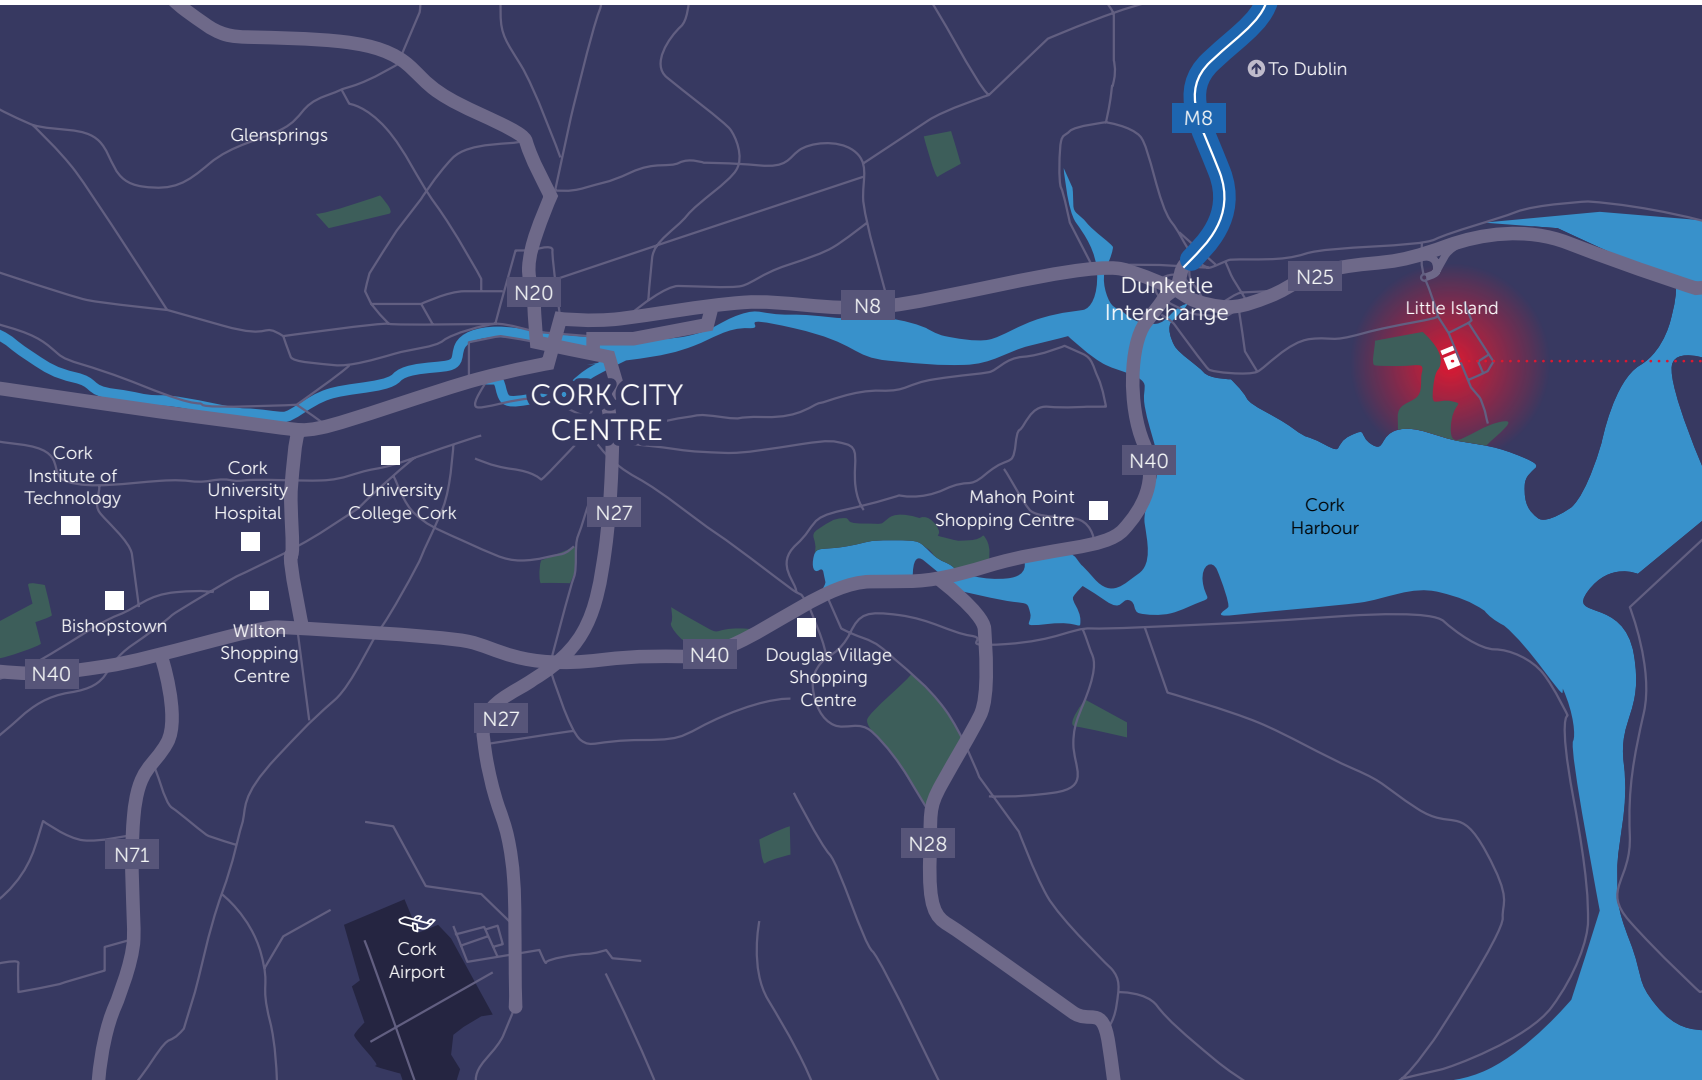 To Dublin
M8
Glensprings
N20
N8
Dunketle
Interchange
N25
Little Island
CORK CITY
CENTRE
Cork
Institute of
Technology
Cork
University
Hospital
University
College Cork
N27
Mahon Point
Shopping Centre
N40
Cork
Harbour
Bishopstown
Wilton
Shopping
Centre
N40
N40
Douglas Village
Shopping
Centre
N27
N71
N28
Cork
Airport